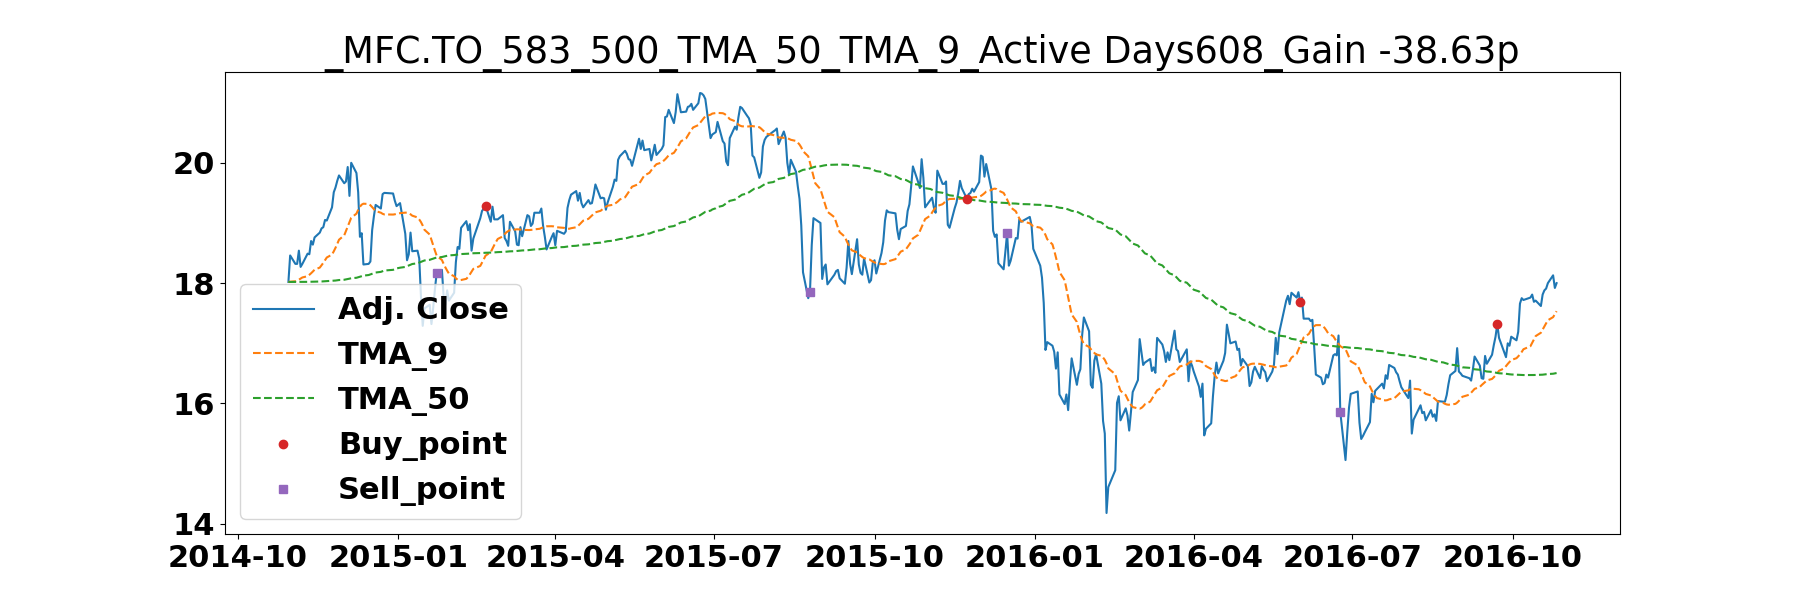 _MFC.TO_583_500_TMA_50_TMA_9_Active Days608_Gain -38.63p
20
18
16
14
Adj. Close
TMA_9
TMA_50
Buy_point
Sell_point
2014-10 2015-01 2015-04 2015-07 2015-10 2016-01 2016-04 2016-07 2016-10